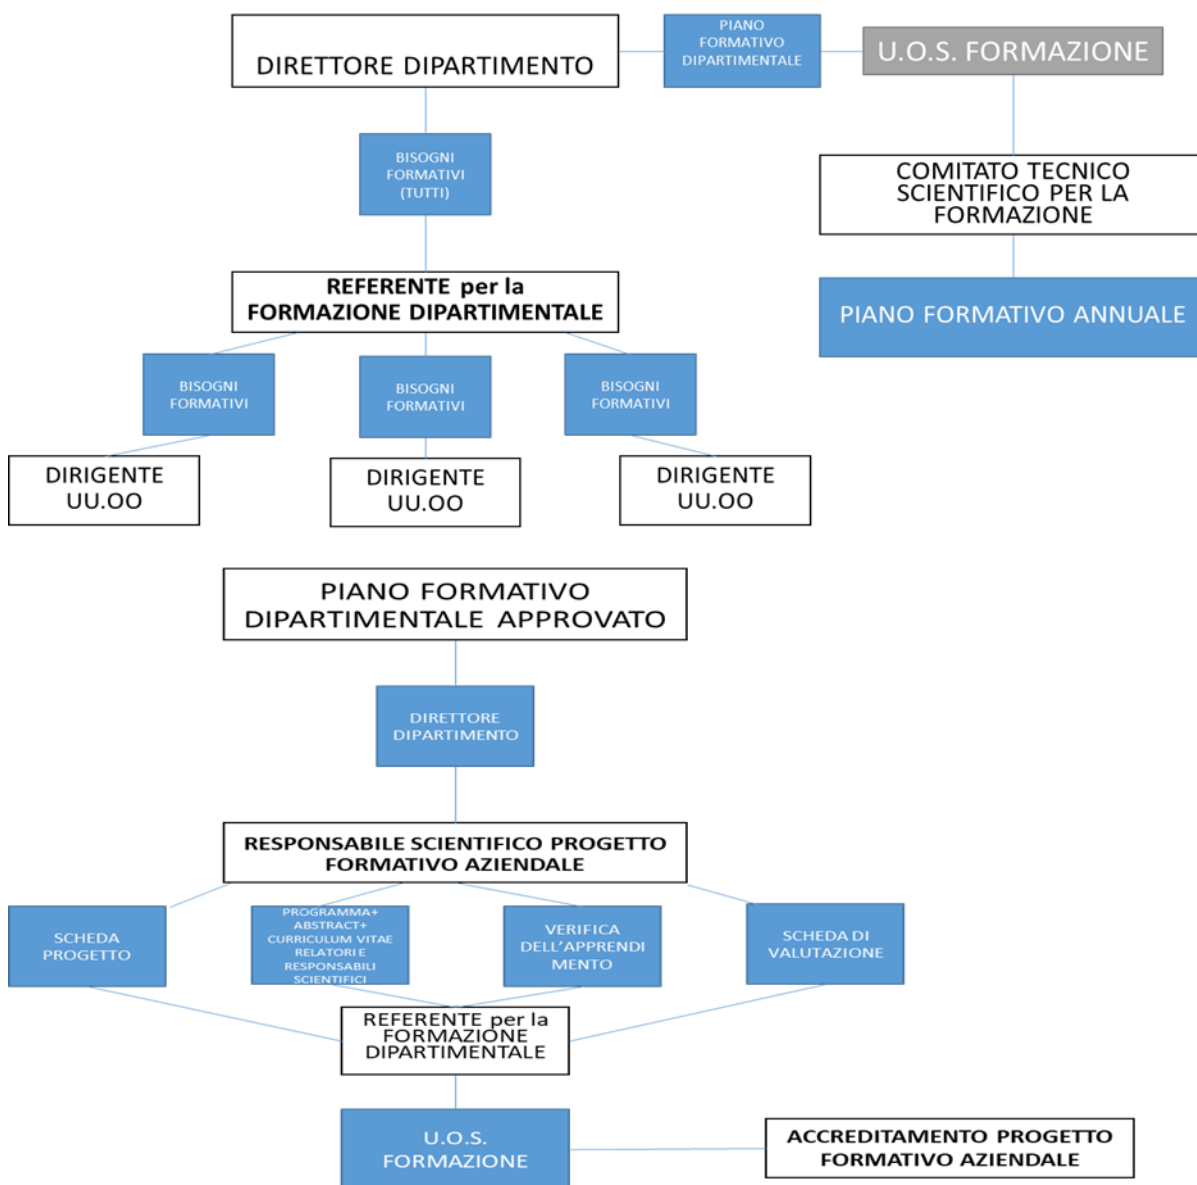 DIRETTORE DIPARTIMENTO
PIANO
FORMATIVO
DIPARTIMENTALE
U.O.S. FORMAZIONE
BISOGNI
FORMATIVI
(TUTTI)
COMITATO TECNICO
SCIENTIFICO PER LA
FORMAZIONE
REFERENTE per la
FORMAZIONE DIPARTIMENTALE
PIANO FORMATIVO ANNUALE
BISOGNI
FORMATIVI
BISOGNI
FORMATIVI
BISOGNI
FORMATIVI
DIRIGENTE
UU.OO
DIRIGENTE
UU.OO
DIRIGENTE
UU.OO
PIANO FORMATIVO
DIPARTIMENTALE APPROVATO
DIRETTORE
DIPARTIMENTO
RESPONSABILE SCIENTIFICO PROGETTO
FORMATIVO AZIENDALE
SCHEDA
PROGETTO
PROGRAMMA+
ABSTRACT+
CURRICULUM VITAE
RELATORI E
RESPONSABILI
SCIENTIFICI
VERIFICA
DELL'APPRENDI
MENTO
SCHEDA DI
VALUTAZIONE
REFERENTE per la
FORMAZIONE
DIPARTIMENTALE
U.O.S.
FORMAZIONE
ACCREDITAMENTO PROGETTO
FORMATIVO AZIENDALE